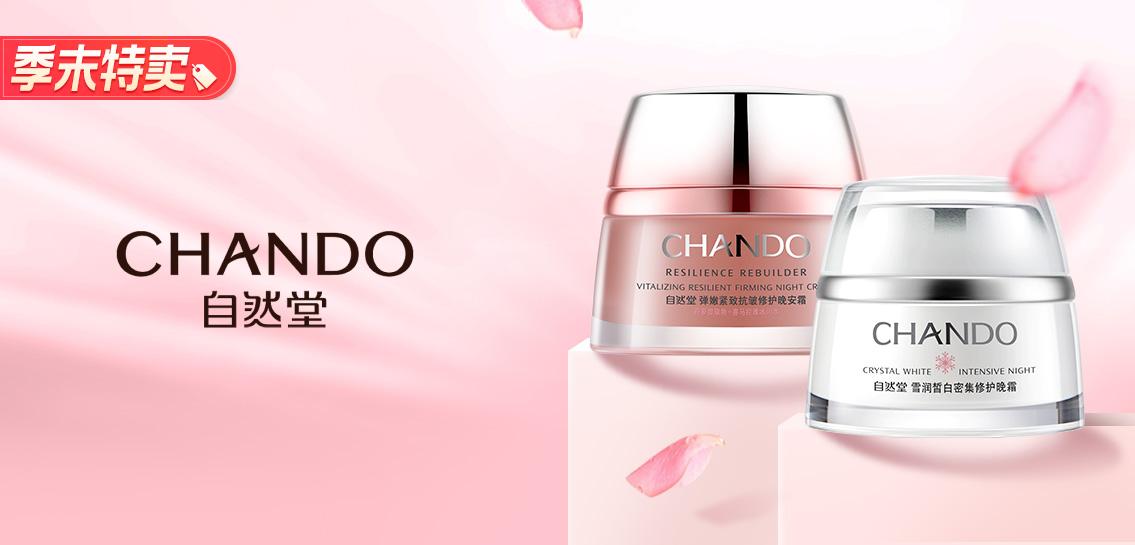 季末特卖
CHANDO
自然堂
CHANDO
RESILIENCE REBUILDER
VITALIZING RESILIENT FIRMING NIGHT
自然堂 弹嫩紧致抗皱修护晚安霜
CHANDO
CRYSTAL WHITE INTENSIVE NIGHT
自然堂 雪润皙白密集修护晚霜